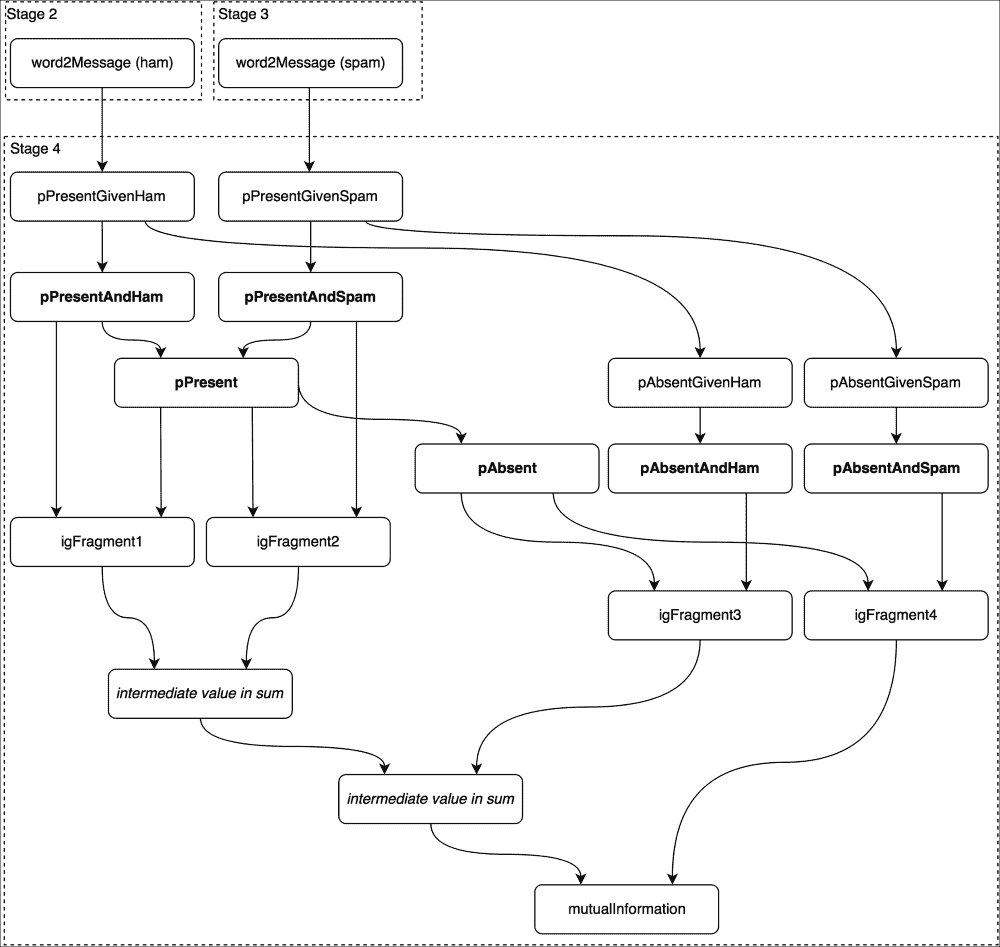 Stage 2
Stage 3
word2Message (ham)
word2Message (spam)
Stage 4
pPresentGivenHam
pPresentGivenSpam
pPresentAndHam
pPresentAndSpam
pPresent
pAbsentGivenHam
pAbsentGivenSpam
pAbsent
pAbsentAndHam
pAbsentAndSpam
igFragment1
igFragment2
igFragment3
igFragment4
intermediate value in sum
intermediate value in sum
mutualInformation